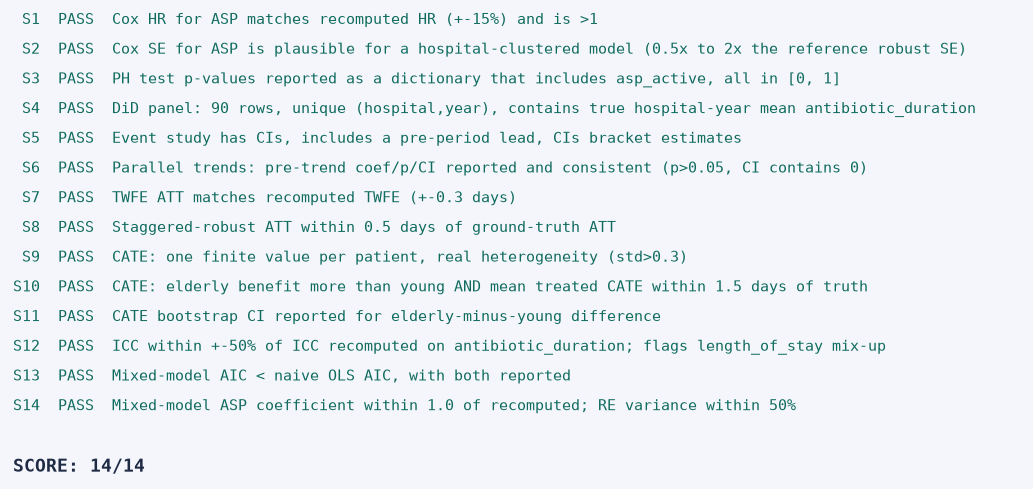 S1 PASS Cox HR for ASP matches recomputed HR (+-15%) and is >1
S2 PASS Cox SE for ASP is plausible for a hospital-clustered model (0.5x to 2x the reference robust SE)
S3 PASS PH test p-values reported as a dictionary that includes asp_active, all in [0, 1]
S4 PASS DiD panel: 90 rows, unique (hospital,year), contains true hospital-year mean antibiotic_duration
S5 PASS Event study has CIs, includes a pre-period lead, CIs bracket estimates
S6 PASS Parallel trends: pre-trend coef/p/CI reported and consistent (p>0.05, CI contains 0)
S7 PASS TWFE ATT matches recomputed TWFE (+-0.3 days)
S8 PASS Staggered-robust ATT within 0.5 days of ground-truth ATT
S9 PASS CATE: one finite value per patient, real heterogeneity (std>0.3)
S10 PASS CATE: elderly benefit more than young AND mean treated CATE within 1.5 days of truth
S11 PASS CATE bootstrap CI reported for elderly-minus-young difference
S12 PASS ICC within +-50% of ICC recomputed on antibiotic_duration; flags length_of_stay mix-up
S13 PASS Mixed-model AIC < naive OLS AIC, with both reported
S14 PASS Mixed-model ASP coefficient within 1.0 of recomputed; RE variance within 50%
SCORE: 14/14